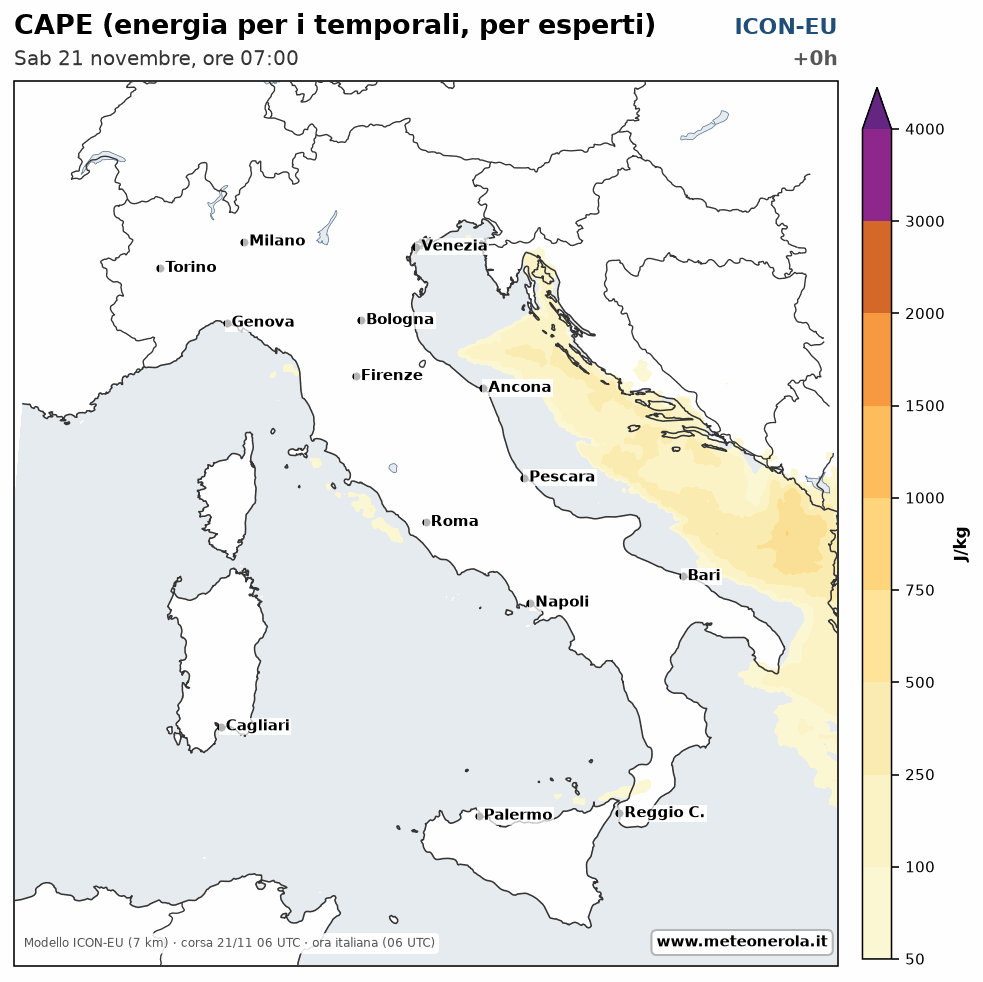 CAPE (energia per i temporali, per esperti)
ICON-EU
Sab 21 novembre, ore 07:00
+0h
Milano
Venezia
Torino
Genova
Bologna
Firenze
Ancona
Pescara
Roma
Bari
Napoli
Cagliari
Palermo
Reggio C.
4000
3000
2000
1500
1000
750
500
250
100
50
J/kg
Modello ICON-EU (7 km) · corsa 21/11 06 UTC · ora italiana (06 UTC)
www.meteonerola.it